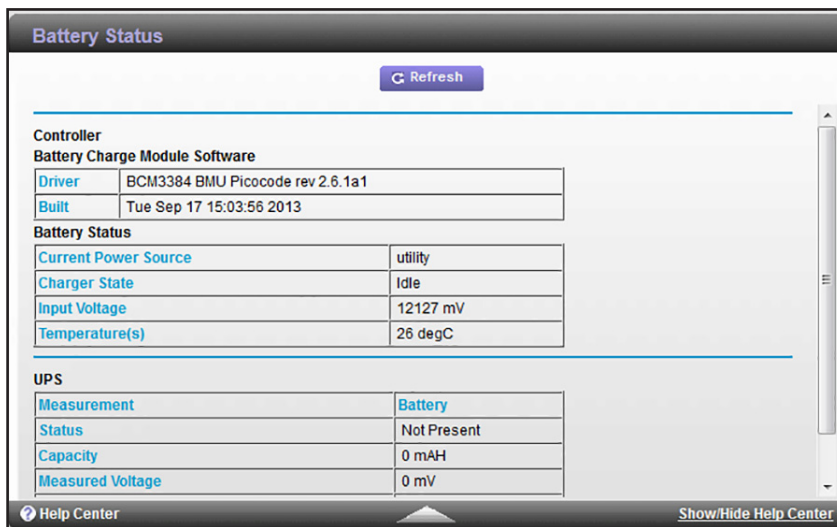 Battery Status
Refresh
Controller
Battery Charge Module Software
Driver BCM3384 BMU Picocode rev 2.6.1a1
Built Tue Sep 17 15:03:56 2013
Battery Status
Current Power Source utility
Charger State Idle
Input Voltage 12127 mV
Temperature(s) 26 degC
UPS
Measurement Battery
Status Not Present
Capacity 0 mAH
Measured Voltage 0 mV
? Help Center Show/Hide Help Center